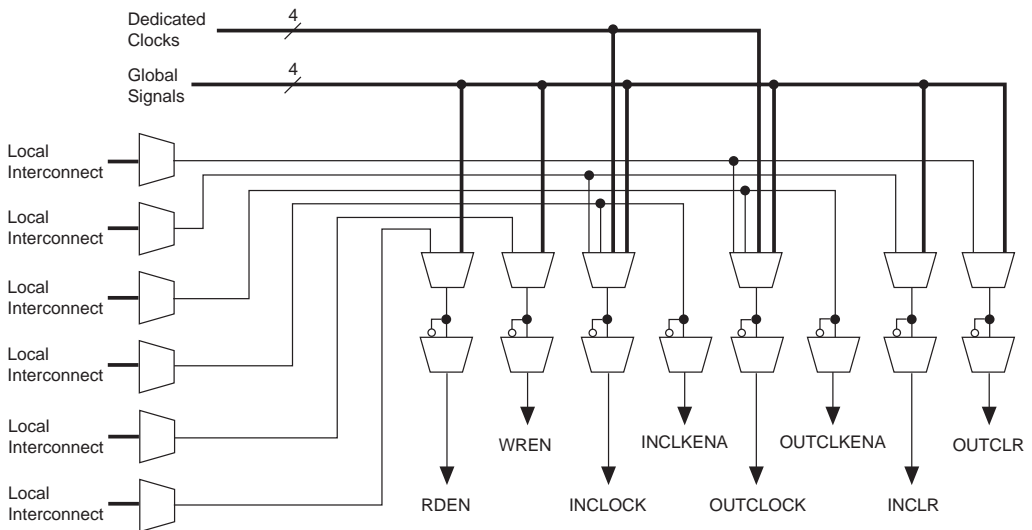 Dedicated
Clocks
4
Global
Signals
4
Local
Interconnect
Local
Interconnect
Local
Interconnect
Local
Interconnect
Local
Interconnect
Local
Interconnect
WREN
INCLKENA
OUTCLKENA
OUTCLR
RDEN
INCLOCK
OUTCLOCK
INCLR